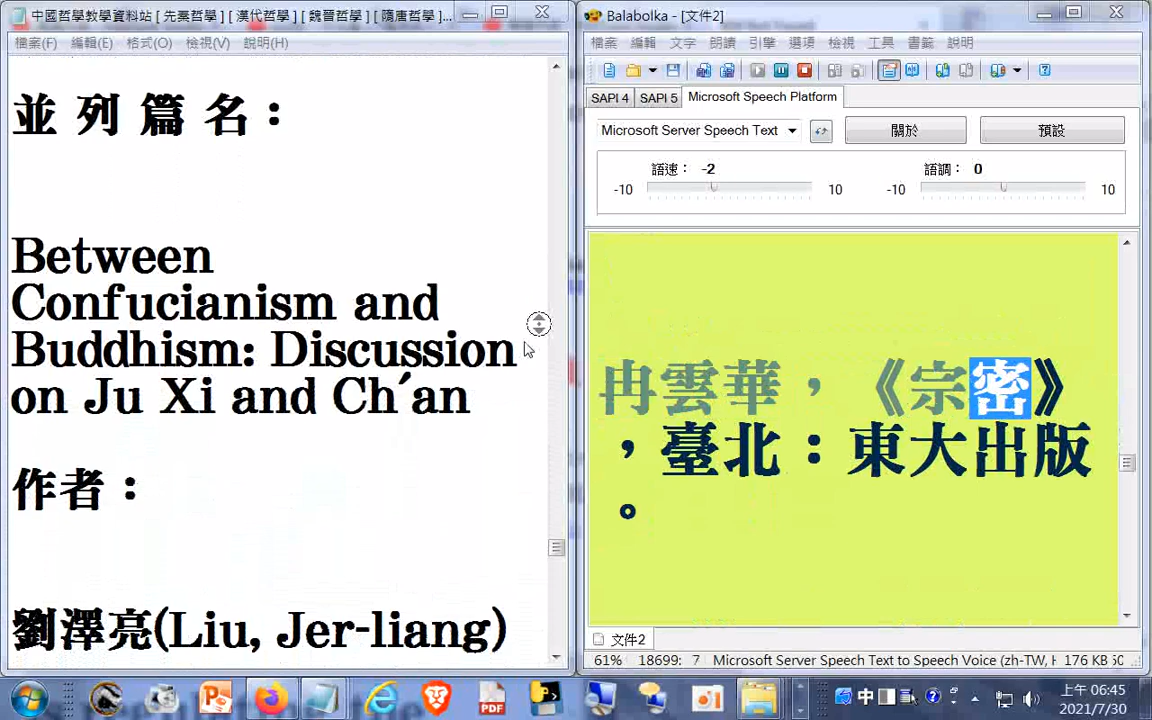 中國哲學教學資料站 [ 先秦哲學 ] [ 漢代哲學 ] [ 魏晉哲學 ] [ 隋唐哲學 ]...
檔案(F) 編輯(E) 格式(O) 檢視(V) 說明(H)
並 列 篇 名：
Between
Confucianism and
Buddhism: Discussion
on Ju Xi and Ch'an
作者：
劉澤亮(Liu, Jer-liang)
Balabolka - [文件2]
檔案 編輯 文字 朗讀 引擎 選項 檢視 工具 書籤 說明
SAPI 4 SAPI 5 Microsoft Speech Platform
Microsoft Server Speech Text 關於 預設
語速： -2 語調： 0
-10 10 -10 10
冉雲華，《宗密》
，臺北：東大出版
。
文件2
61% 18699: 7 Microsoft Server Speech Text to Speech Voice (zh-TW, H 176 KB
中 上午 06:45
2021/7/30